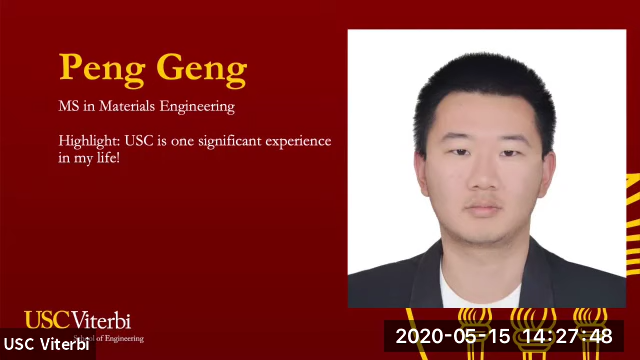 Peng Geng
MS in Materials Engineering
Highlight: USC is one significant experience
in my life!
USC Viterbi
School of Engineering
USC Viterbi
2020-05-15 14:27:48